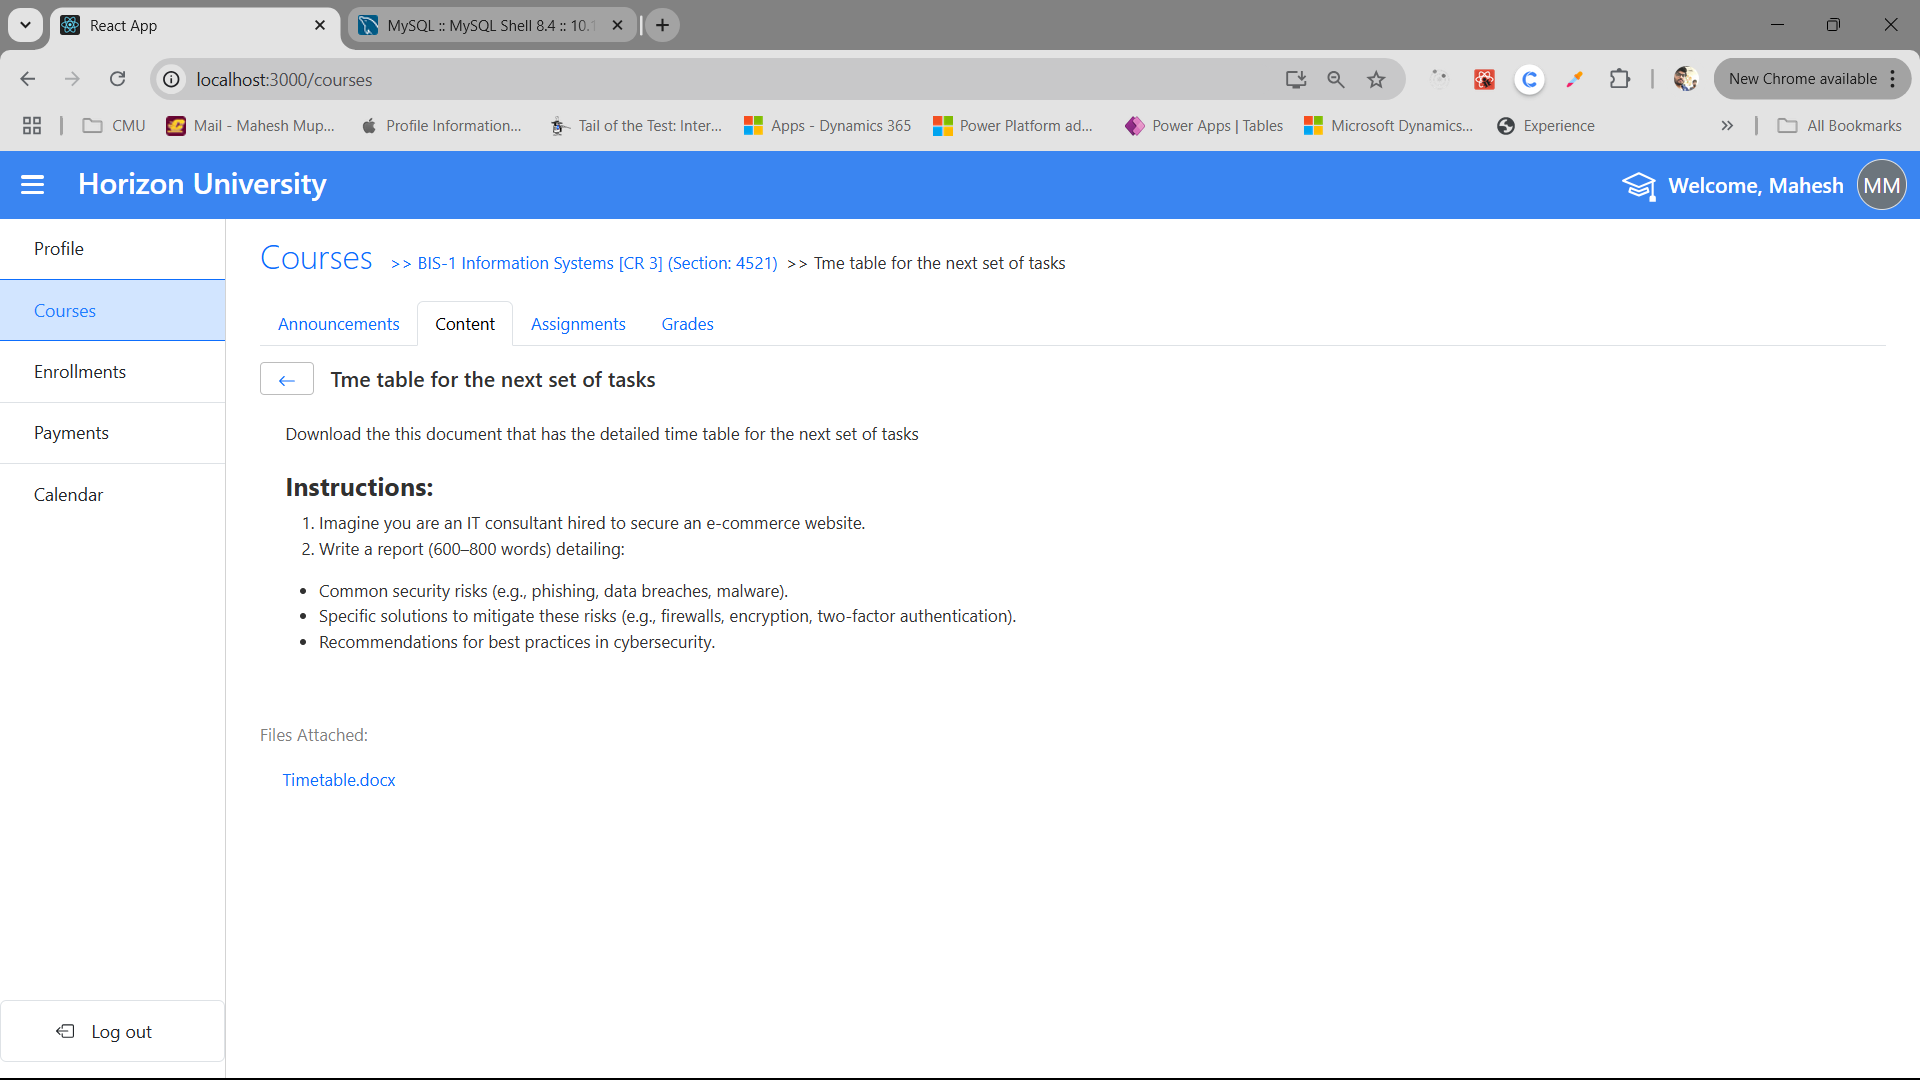 React App
MySQL :: MySQL Shell 8.4 :: 10.1
localhost:3000/courses
New Chrome available
CMU
Mail - Mahesh Mup...
Profile Information...
Tail of the Test: Inter...
Apps - Dynamics 365
Power Platform ad...
Power Apps | Tables
Microsoft Dynamics...
Experience
All Bookmarks
Horizon University
Welcome, Mahesh
MM
Profile
Courses
Enrollments
Payments
Calendar
Log out
Courses >> BIS-1 Information Systems [CR 3] (Section: 4521) >> Tme table for the next set of tasks
Announcements
Content
Assignments
Grades
Tme table for the next set of tasks
Download the this document that has the detailed time table for the next set of tasks
Instructions:
1. Imagine you are an IT consultant hired to secure an e-commerce website.
2. Write a report (600–800 words) detailing:
• Common security risks (e.g., phishing, data breaches, malware).
• Specific solutions to mitigate these risks (e.g., firewalls, encryption, two-factor authentication).
• Recommendations for best practices in cybersecurity.
Files Attached:
Timetable.docx